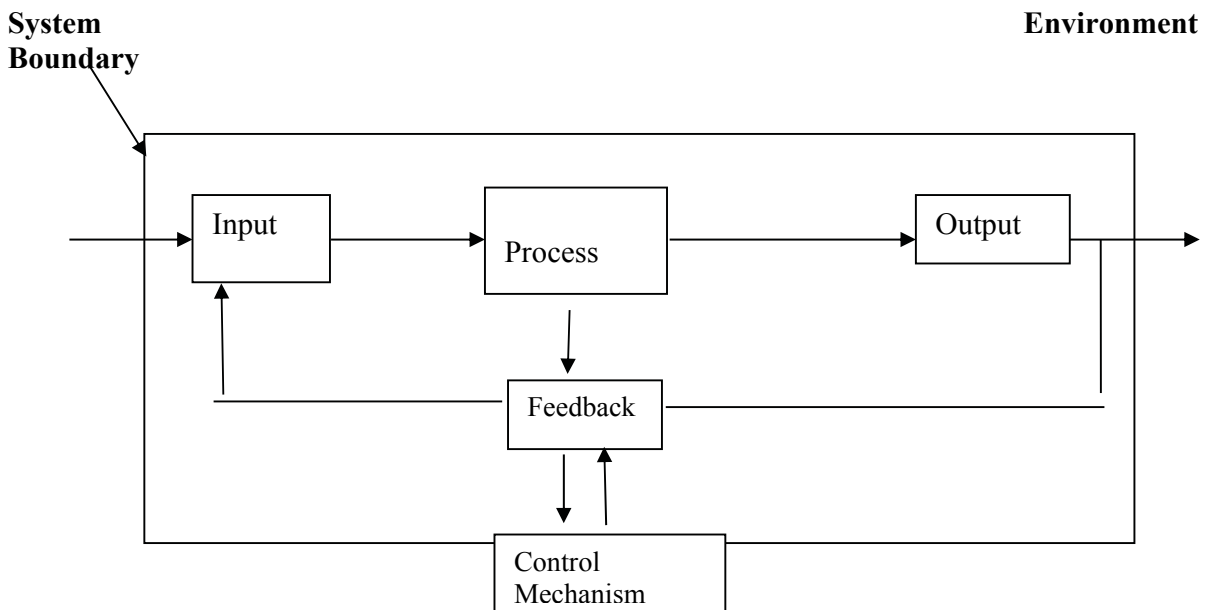 System
Boundary
Environment
Input
Process
Output
Feedback
Control
Mechanism